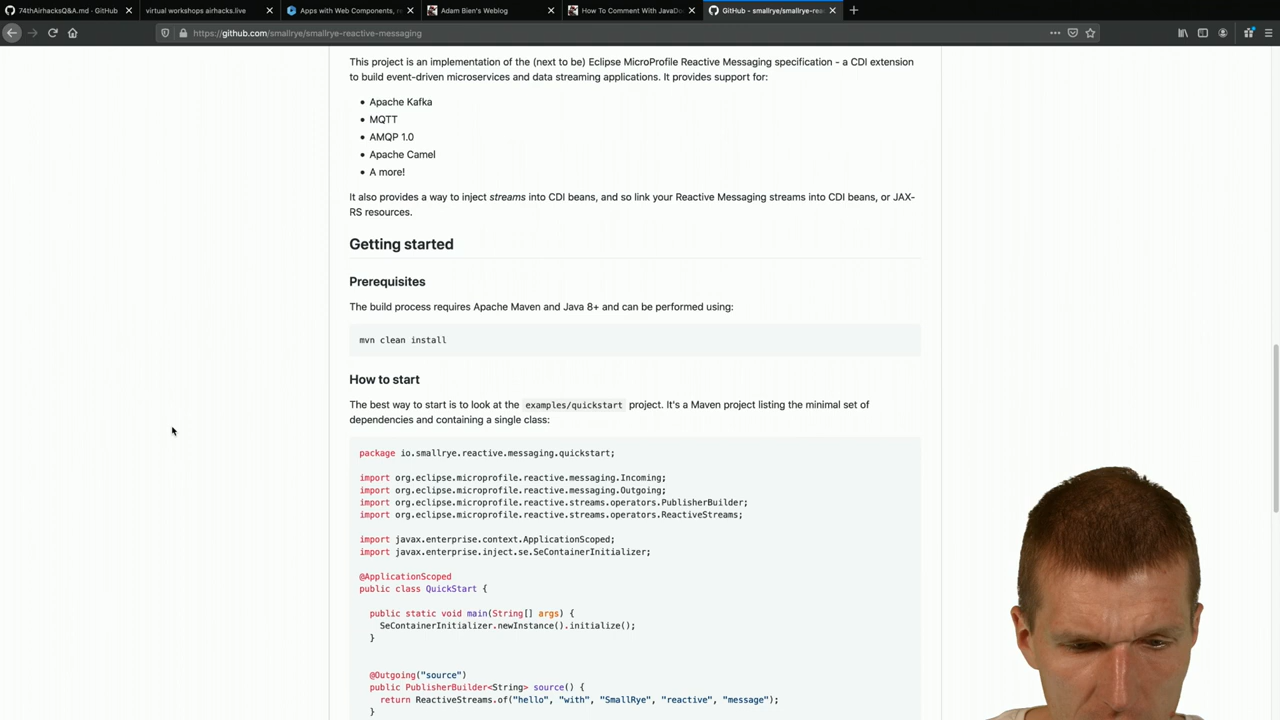 74thAirhacksQ&A.md · GitHub
virtual workshops airhacks.live
Apps with Web Components, r
Adam Bien's Weblog
How To Comment With JavaDo
GitHub - smallrye/smallrye-rea
https://github.com/smallrye/smallrye-reactive-messaging
This project is an implementation of the (next to be) Eclipse MicroProfile Reactive Messaging specification - a CDI extension
to build event-driven microservices and data streaming applications. It provides support for:
• Apache Kafka
• MQTT
• AMQP 1.0
• Apache Camel
• A more!
It also provides a way to inject streams into CDI beans, and so link your Reactive Messaging streams into CDI beans, or JAX-
RS resources.
Getting started
Prerequisites
The build process requires Apache Maven and Java 8+ and can be performed using:
mvn clean install
How to start
The best way to start is to look at the examples/quickstart project. It's a Maven project listing the minimal set of
dependencies and containing a single class:
package io.smallrye.reactive.messaging.quickstart;
import org.eclipse.microprofile.reactive.messaging.Incoming;
import org.eclipse.microprofile.reactive.messaging.Outgoing;
import org.eclipse.microprofile.reactive.streams.operators.PublisherBuilder;
import org.eclipse.microprofile.reactive.streams.operators.ReactiveStreams;
import javax.enterprise.context.ApplicationScoped;
import javax.enterprise.inject.se.SeContainerInitializer;
@ApplicationScoped
public class QuickStart {
public static void main(String[] args) {
SeContainerInitializer.newInstance().initialize();
}
@Outgoing("source")
public PublisherBuilder<String> source() {
return ReactiveStreams.of("hello", "with", "SmallRye", "reactive", "message");
}